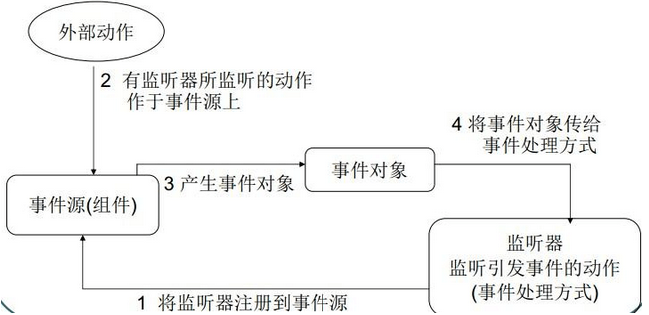 外部动作
2 有监听器所监听的动作
作于事件源上
4 将事件对象传给
事件处理方式
3 产生事件对象
事件对象
事件源(组件)
监听器
监听引发事件的动作
(事件处理方式)
1 将监听器注册到事件源